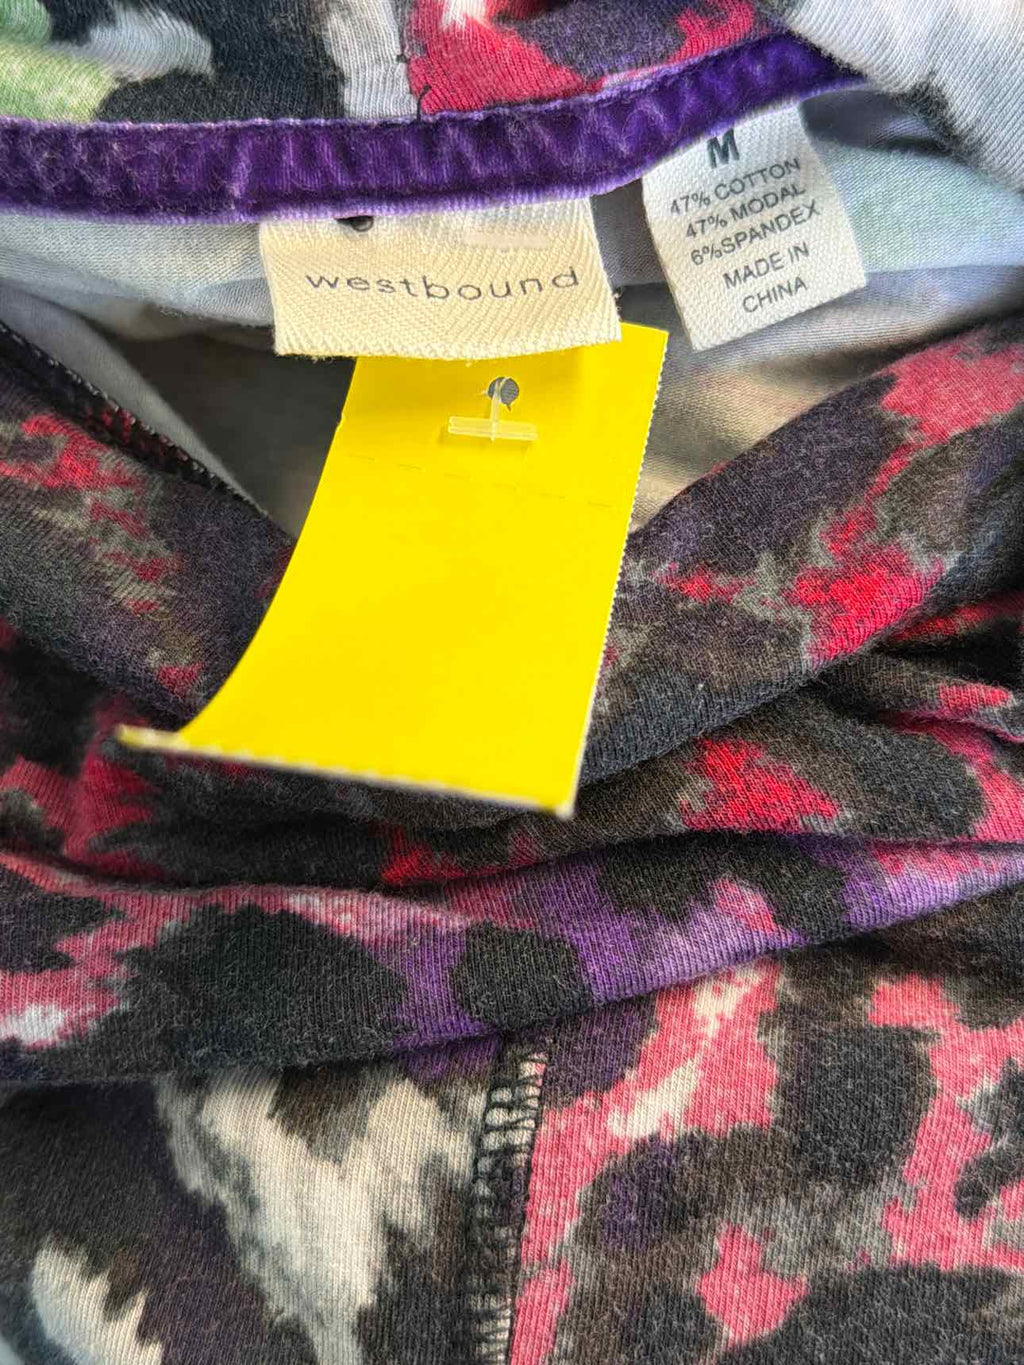 westbound
M
47% COTTON
47% MODAL
6%SPANDEX
MADE IN
CHINA